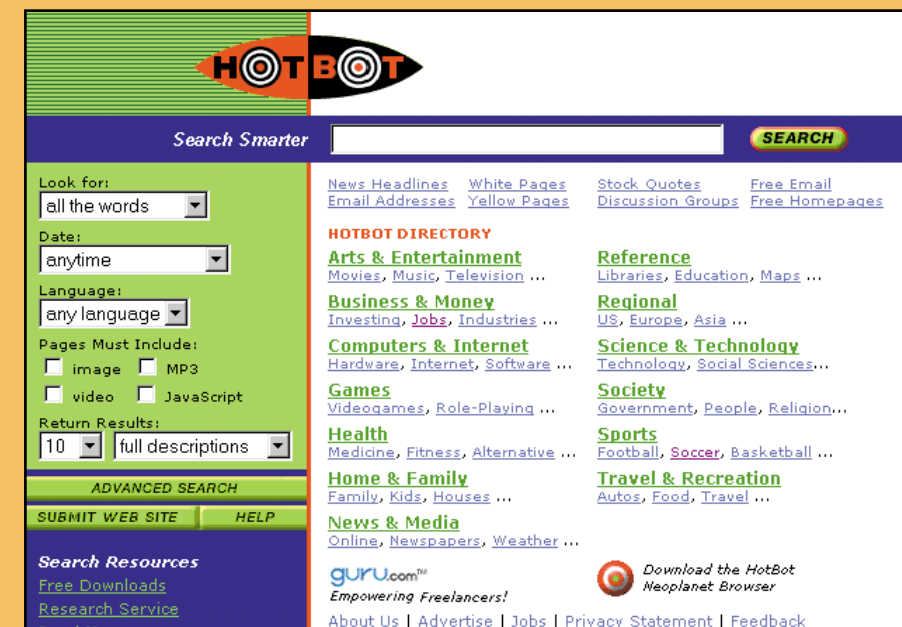 HOTBOT
Search Smarter
SEARCH
Look for:
all the words
Date:
anytime
Language:
any language
Pages Must Include:
image MP3
video JavaScript
Return Results:
10 full descriptions
ADVANCED SEARCH
SUBMIT WEB SITE HELP
Search Resources
Free Downloads
Research Service
News Headlines White Pages Stock Quotes Free Email
Email Addresses Yellow Pages Discussion Groups Free Homepages
HOTBOT DIRECTORY
Arts & Entertainment
Movies, Music, Television ...
Business & Money
Investing, Jobs, Industries ...
Computers & Internet
Hardware, Internet, Software ...
Games
Videogames, Role-Playing ...
Health
Medicine, Fitness, Alternative ...
Home & Family
Family, Kids, Houses ...
News & Media
Online, Newspapers, Weather ...
Reference
Libraries, Education, Maps ...
Regional
US, Europe, Asia ...
Science & Technology
Technology, Social Sciences...
Society
Government, People, Religion...
Sports
Football, Soccer, Basketball ...
Travel & Recreation
Autos, Food, Travel ...
guru.com™
Empowering Freelancers!
Download the HotBot
Neoplanet Browser
About Us | Advertise | Jobs | Privacy Statement | Feedback